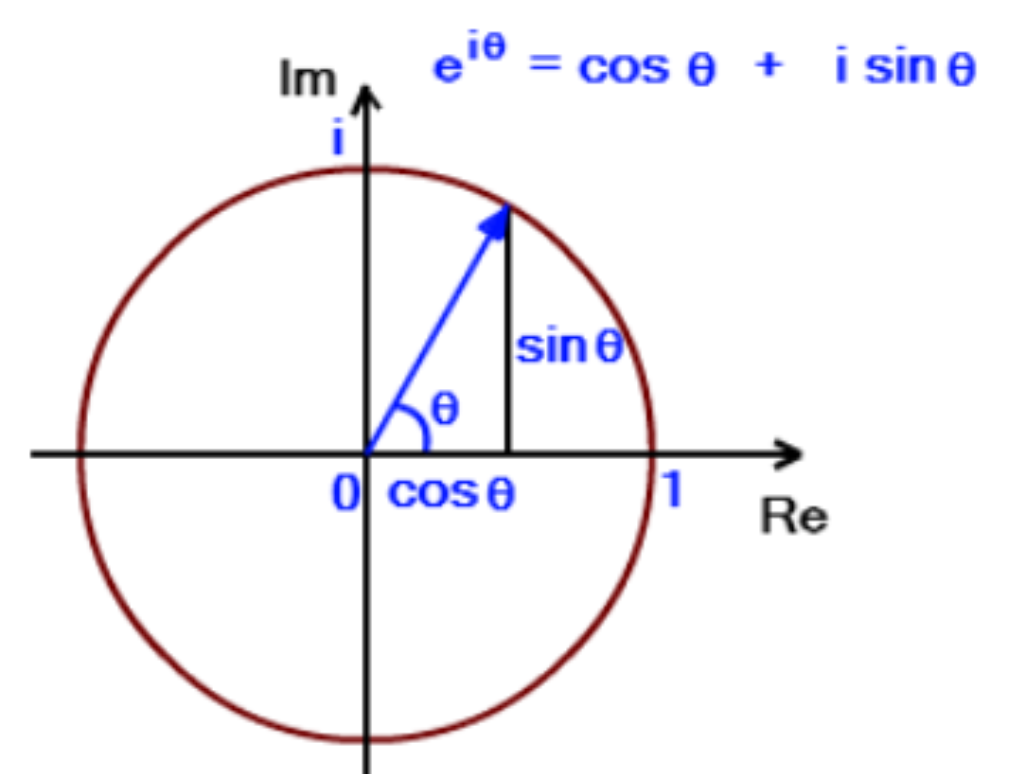 e^{iθ} = cos θ + i sin θ
Im
i
sin θ
θ
0 cos θ 1
Re